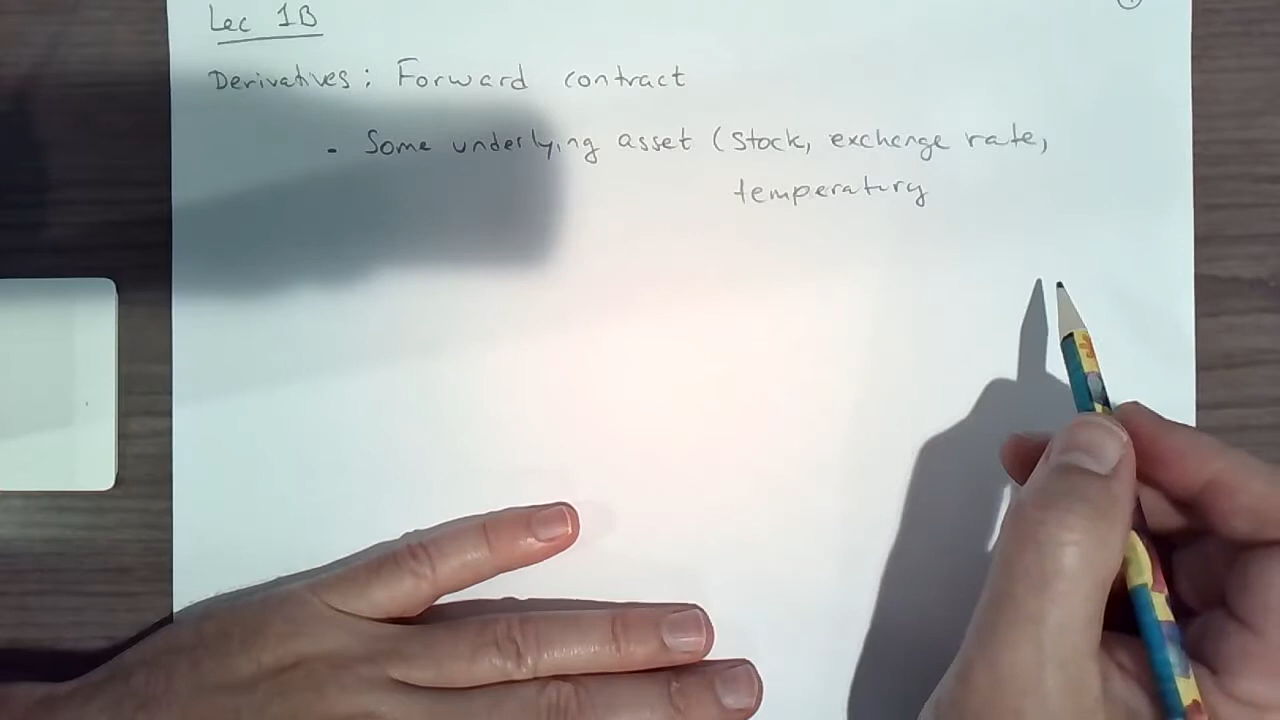 Lec 1B
Derivatives: Forward contract
- Some underlying asset (stock, exchange rate,
temperatury